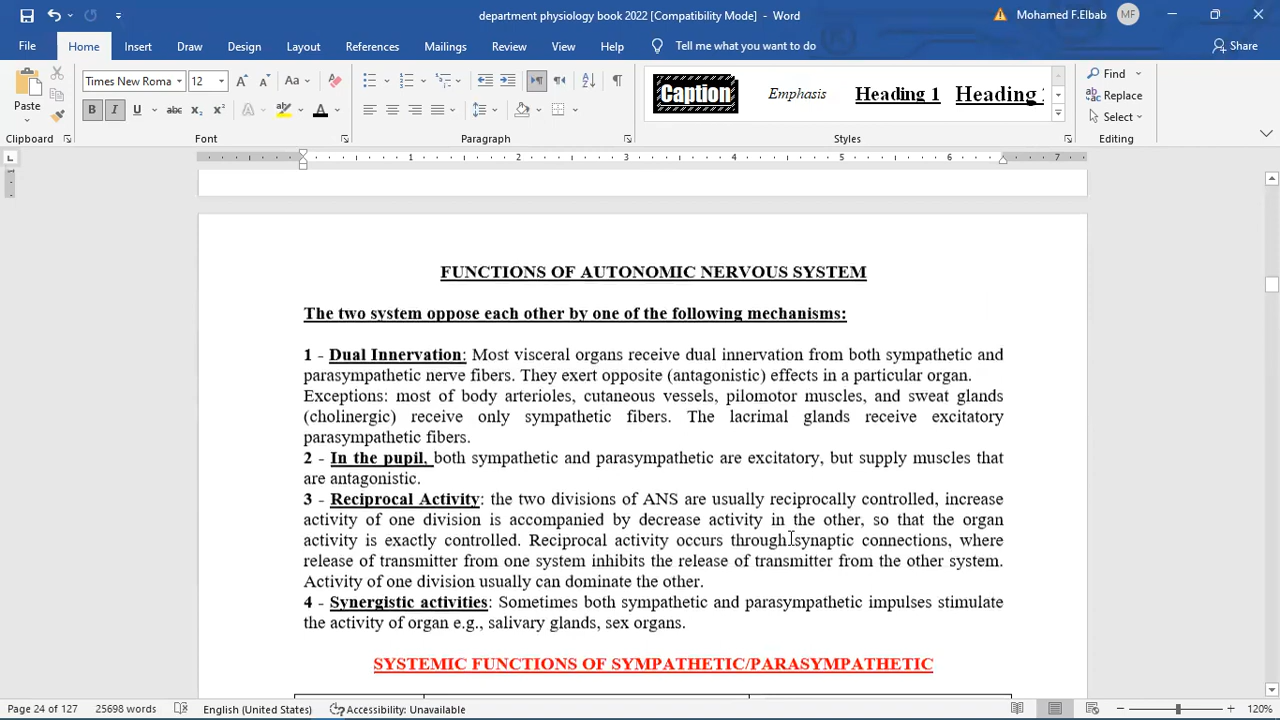 department physiology book 2022 [Compatibility Mode] - Word
Mohamed F.Elbab
MF
File Home Insert Draw Design Layout References Mailings Review View Help Tell me what you want to do
Share
Times New Roma 12
Paste
Clipboard
Font
Paragraph
Caption
Emphasis
Heading 1
Heading
Styles
Find
Replace
Select
Editing
1 2 3 4 5 6 7
FUNCTIONS OF AUTONOMIC NERVOUS SYSTEM
The two system oppose each other by one of the following mechanisms:
1 - Dual Innervation: Most visceral organs receive dual innervation from both sympathetic and
parasympathetic nerve fibers. They exert opposite (antagonistic) effects in a particular organ.
Exceptions: most of body arterioles, cutaneous vessels, pilomotor muscles, and sweat glands
(cholinergic) receive only sympathetic fibers. The lacrimal glands receive excitatory
parasympathetic fibers.
2 - In the pupil, both sympathetic and parasympathetic are excitatory, but supply muscles that
are antagonistic.
3 - Reciprocal Activity: the two divisions of ANS are usually reciprocally controlled, increase
activity of one division is accompanied by decrease activity in the other, so that the organ
activity is exactly controlled. Reciprocal activity occurs through synaptic connections, where
release of transmitter from one system inhibits the release of transmitter from the other system.
Activity of one division usually can dominate the other.
4 - Synergistic activities: Sometimes both sympathetic and parasympathetic impulses stimulate
the activity of organ e.g., salivary glands, sex organs.
SYSTEMIC FUNCTIONS OF SYMPATHETIC/PARASYMPATHETIC
Page 24 of 127 25698 words English (United States) Accessibility: Unavailable 120%